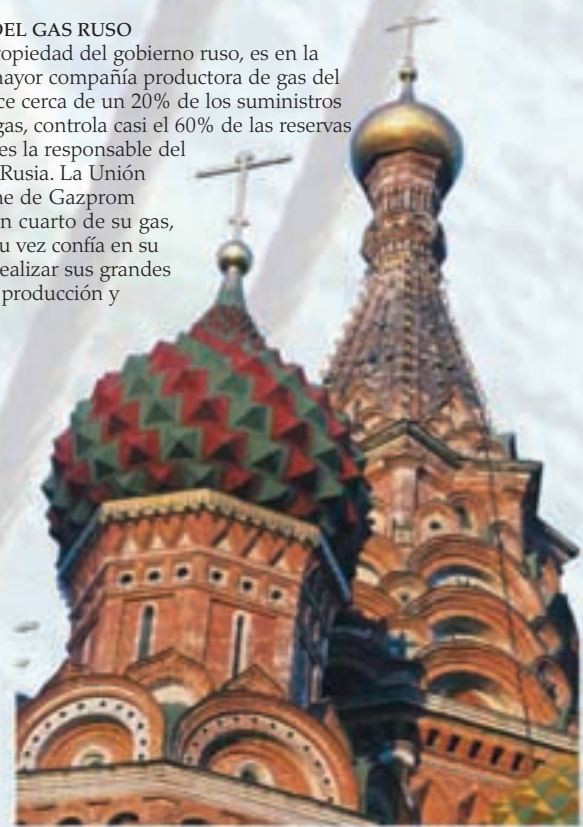 DEL GAS RUSO
ropiedad del gobierno ruso, es en la
mayor compañía productora de gas del
ce cerca de un 20% de los suministros
gas, controla casi el 60% de las reservas
es la responsable del
Rusia. La Unión
ne de Gazprom
n cuarto de su gas,
u vez confía en su
ealizar sus grandes
producción y